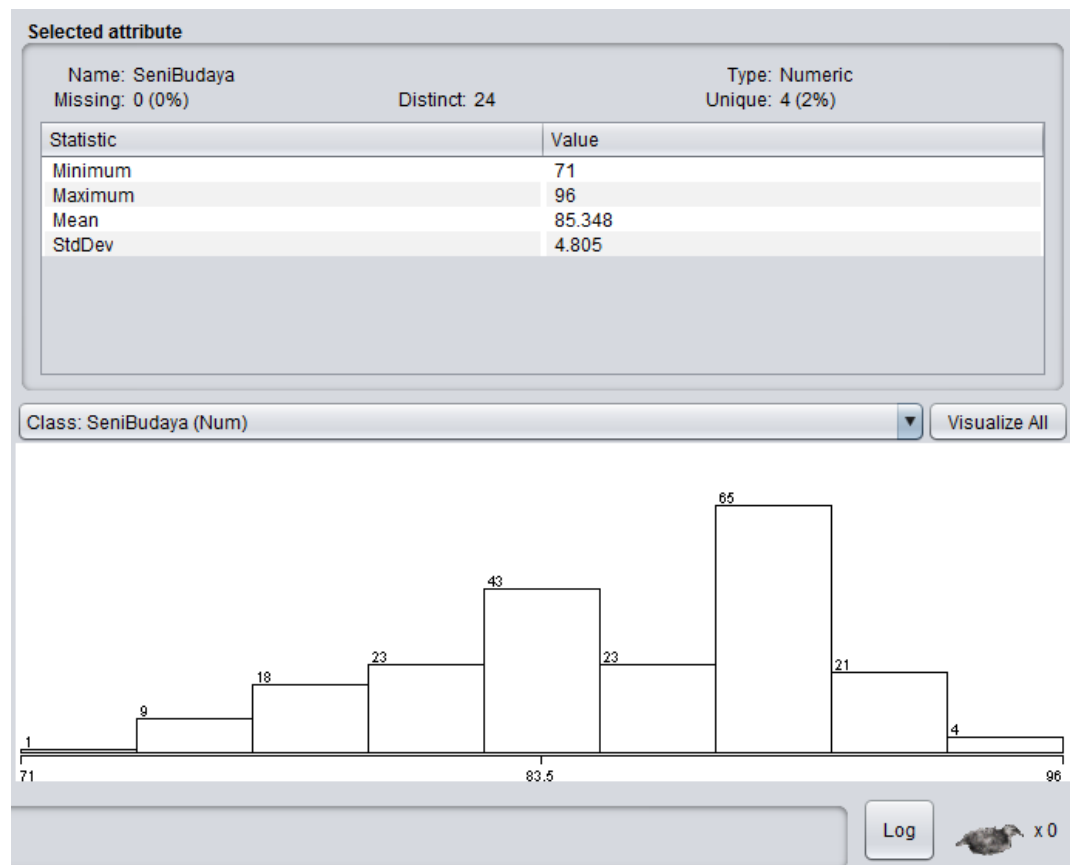 Selected attribute
Name: SeniBudaya Type: Numeric
Missing: 0 (0%) Distinct: 24 Unique: 4 (2%)
Statistic Value
Minimum 71
Maximum 96
Mean 85.348
StdDev 4.805
Class: SeniBudaya (Num) Visualize All
65
43
23 23
21
18
9
4
1
71 83.5 96
Log x 0